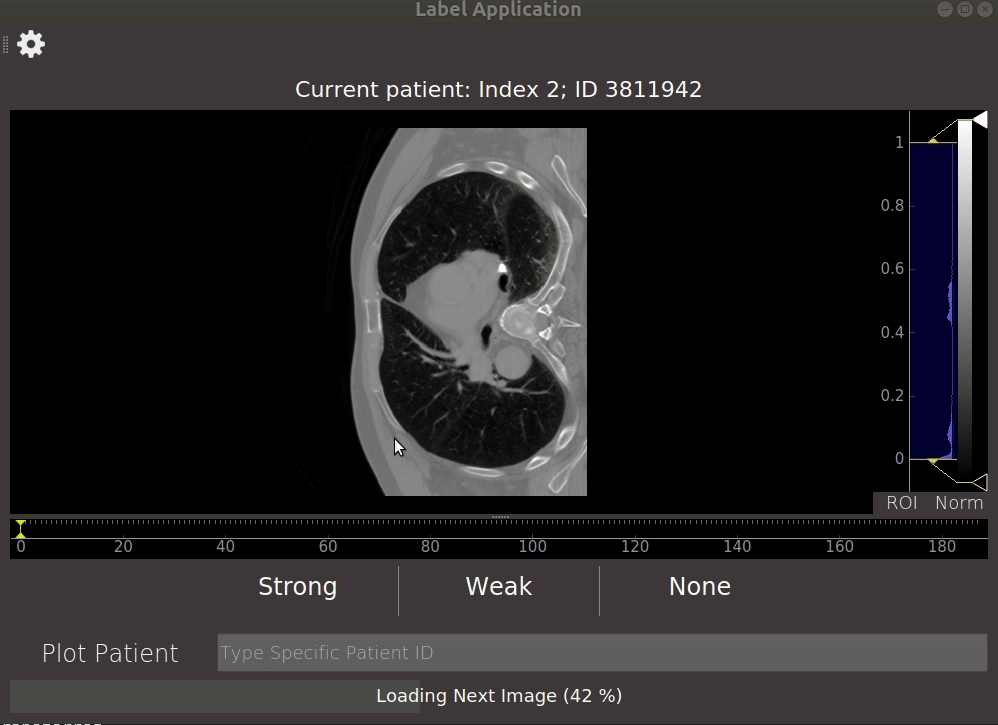 Label Application
Current patient: Index 2; ID 3811942
1
0.8
0.6
0.4
0.2
0
ROI Norm
0 20 40 60 80 100 120 140 160 180
Strong Weak None
Plot Patient Type Specific Patient ID
Loading Next Image (42 %)